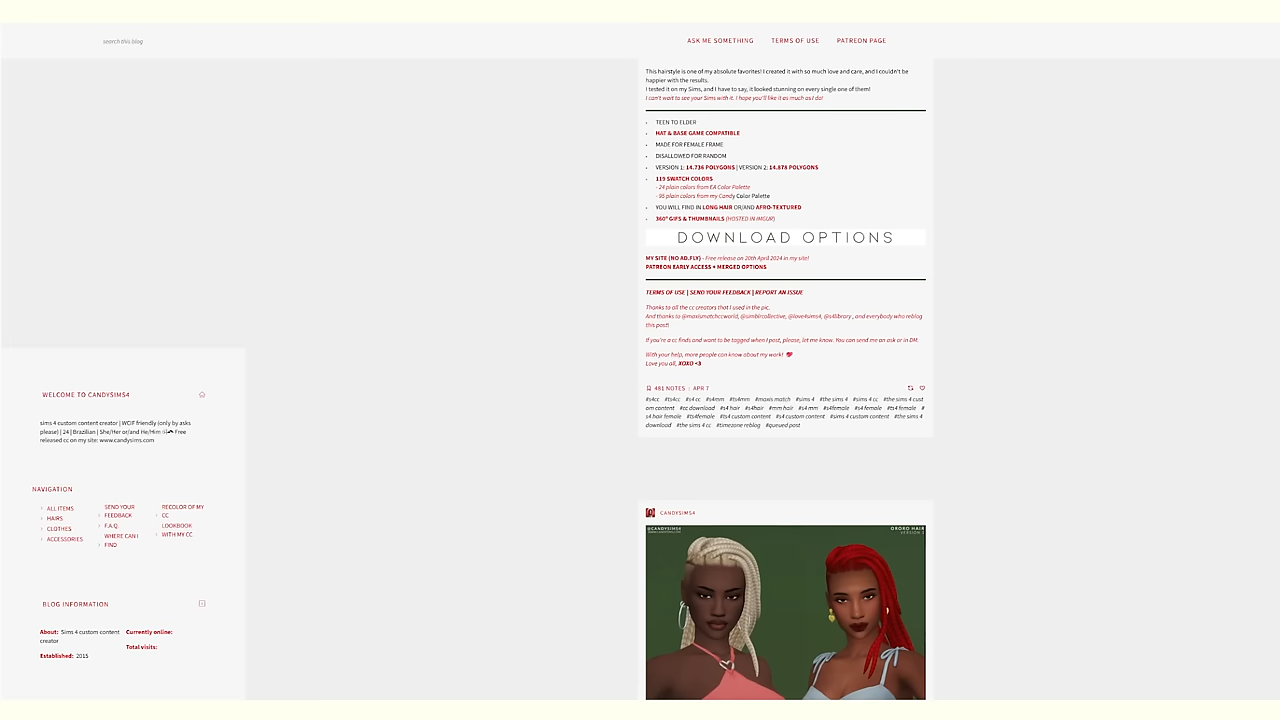 search this blog
ASK ME SOMETHING TERMS OF USE PATREON PAGE
This hairstyle is one of my absolute favorites! I created it with so much love and care, and I couldn't be
happier with the results.
I tested it on my Sims, and I have to say, it looked stunning on every single one of them!
I can't wait to see your Sims with it. I hope you'll like it as much as I do!
TEEN TO ELDER
HAT & BASE GAME COMPATIBLE
MADE FOR FEMALE FRAME
DISALLOWED FOR RANDOM
VERSION 1: 14.736 POLYGONS | VERSION 2: 14.878 POLYGONS
119 SWATCH COLORS
- 24 plain colors from EA Color Palette
- 95 plain colors from my Candy Color Palette
YOU WILL FIND IN LONG HAIR OR/AND AFRO-TEXTURED
360º GIFS & THUMBNAILS (HOSTED IN IMGUR)
DOWNLOAD OPTIONS
MY SITE (NO AD.FLY) - Free release on 20th April 2024 in my site!
PATREON EARLY ACCESS + MERGED OPTIONS
TERMS OF USE | SEND YOUR FEEDBACK | REPORT AN ISSUE
Thanks to all the cc creators that I used in the pic.
And thanks to @maxismatchccworld, @simblrcollective, @love4sims4, @s4library , and everybody who reblog
this post!
If you're a cc finds and want to be tagged when I post, please, let me know. You can send me an ask or in DM.
With your help, more people can know about my work!
Love you all, XOXO <3
481 NOTES | APR 7
#s4cc #ts4cc #s4 cc #s4mm #ts4mm #maxis match #sims 4 #the sims 4 #sims 4 cc #the sims 4 cust
om content #cc download #s4 hair #s4hair #mm hair #s4 mm #s4female #s4 female #ts4 female #
s4 hair female #ts4female #ts4 custom content #s4 custom content #sims 4 custom content #the sims 4
download #the sims 4 cc #timezone reblog #queued post
WELCOME TO CANDYSIMS4
sims 4 custom content creator | WCIF friendly (only by asks
please) | 24 | Brazilian | She/Her or/and He/Him Free
released cc on my site: www.candysims.com
NAVIGATION
ALL ITEMS
HAIRS
CLOTHES
ACCESSORIES
SEND YOUR
FEEDBACK
F.A.Q.
WHERE CAN I
FIND
RECOLOR OF MY
CC
LOOKBOOK
WITH MY CC
BLOG INFORMATION
About: Sims 4 custom content
creator
Established: 2015
Currently online:
Total visits:
CANDYSIMS4
@CANDYSIMS4
ORORO HAIR
VERSION 2